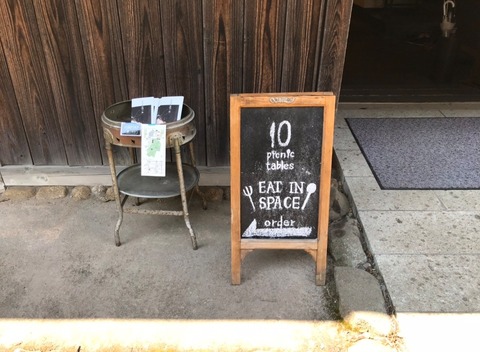 10
picnic
tables
EAT IN
SPACE
order